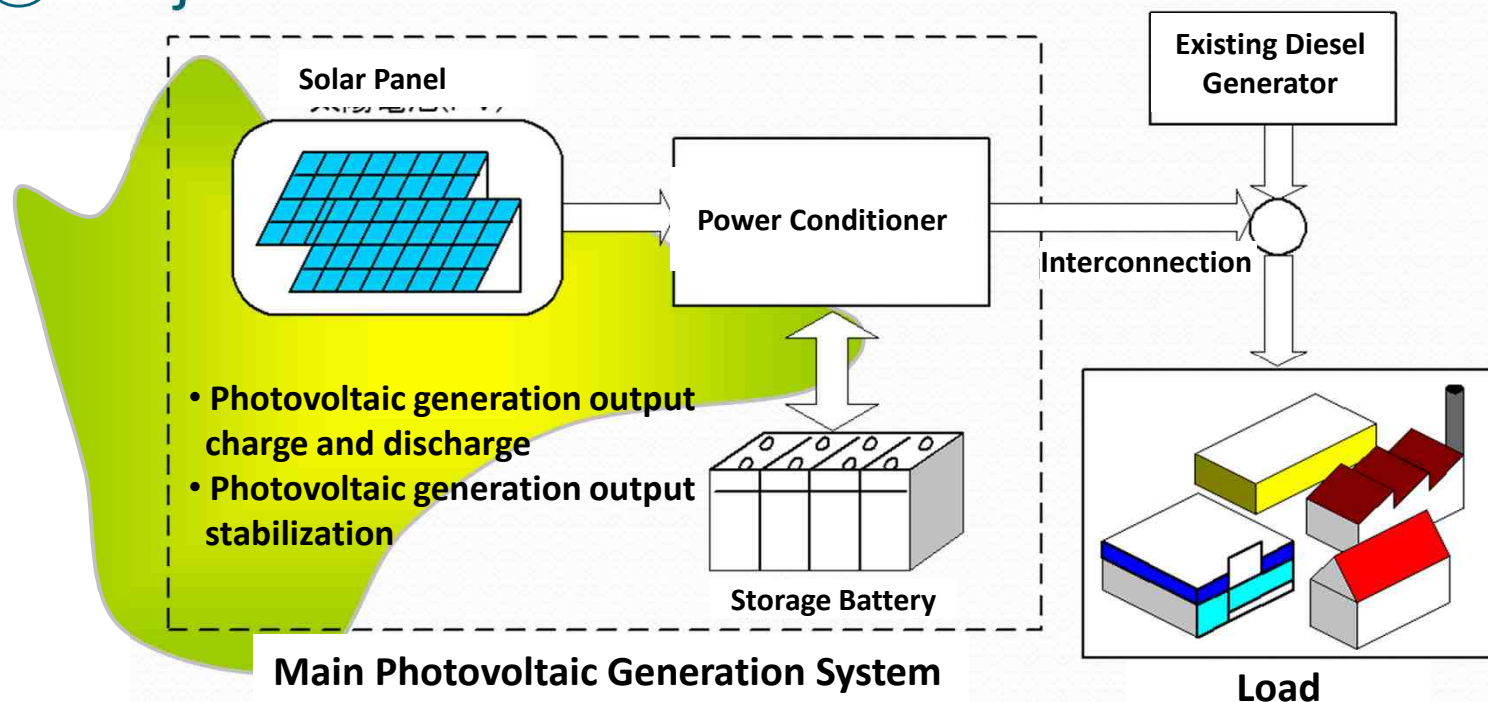 Existing Diesel
Generator
Solar Panel
Power Conditioner
Interconnection
• Photovoltaic generation output
charge and discharge
• Photovoltaic generation output
stabilization
Storage Battery
Main Photovoltaic Generation System
Load